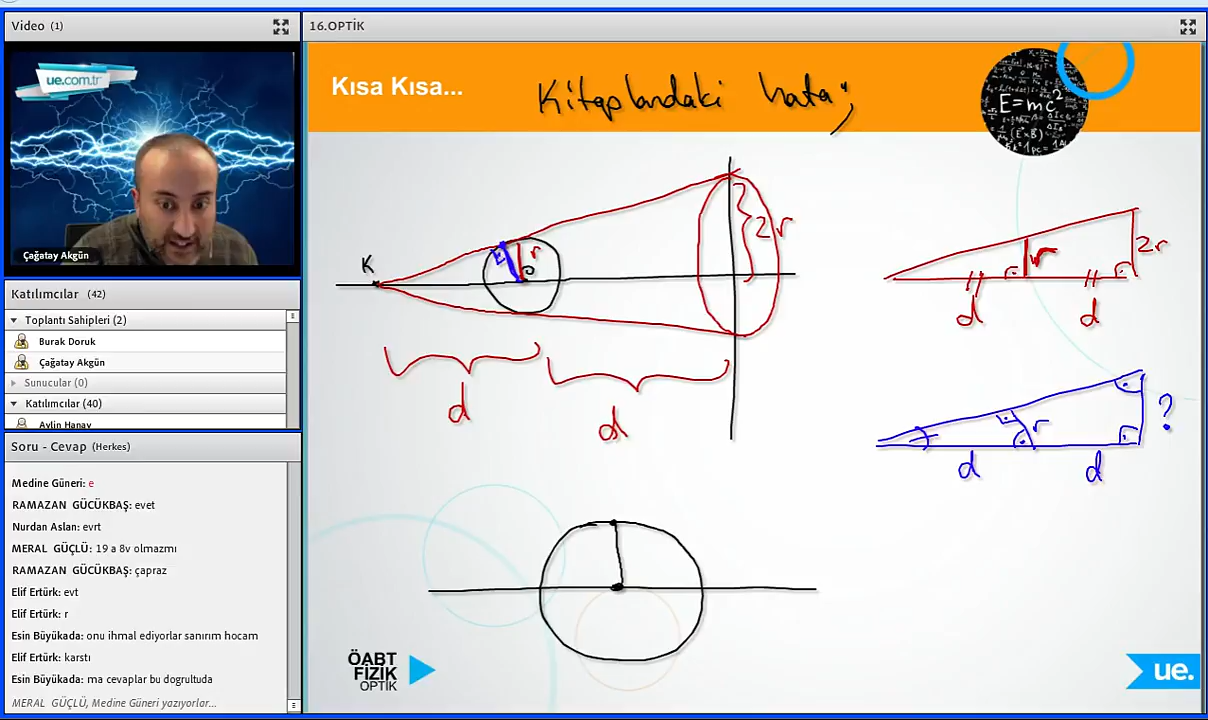 Video (1)
ue.com.tr
Çağatay Akgün
Katılımcılar (42)
Toplantı Sahipleri (2)
Burak Doruk
Çağatay Akgün
Sunucular (0)
Katılımcılar (40)
Aylin Hanay
Soru - Cevap (Herkes)
Medine Güneri: e
RAMAZAN GÜCÜKBAŞ: evet
Nurdan Aslan: evrt
MERAL GÜÇLÜ: 19 a 8v olmazmı
RAMAZAN GÜCÜKBAŞ: çapraz
Elif Ertürk: evt
Elif Ertürk: r
Esin Büyükada: onu ihmal ediyorlar sanırım hocam
Elif Ertürk: karstı
Esin Büyükada: ma cevaplar bu dogrultuda
MERAL GÜÇLÜ, Medine Güneri yazıyorlar...
16.OPTİK
Kısa Kısa...
Kitaplardaki hata;
E=mc²
K
r
2r
d
d
r
2r
d
d
r
?
d
d
ÖABT
FİZİK
OPTİK
ue.